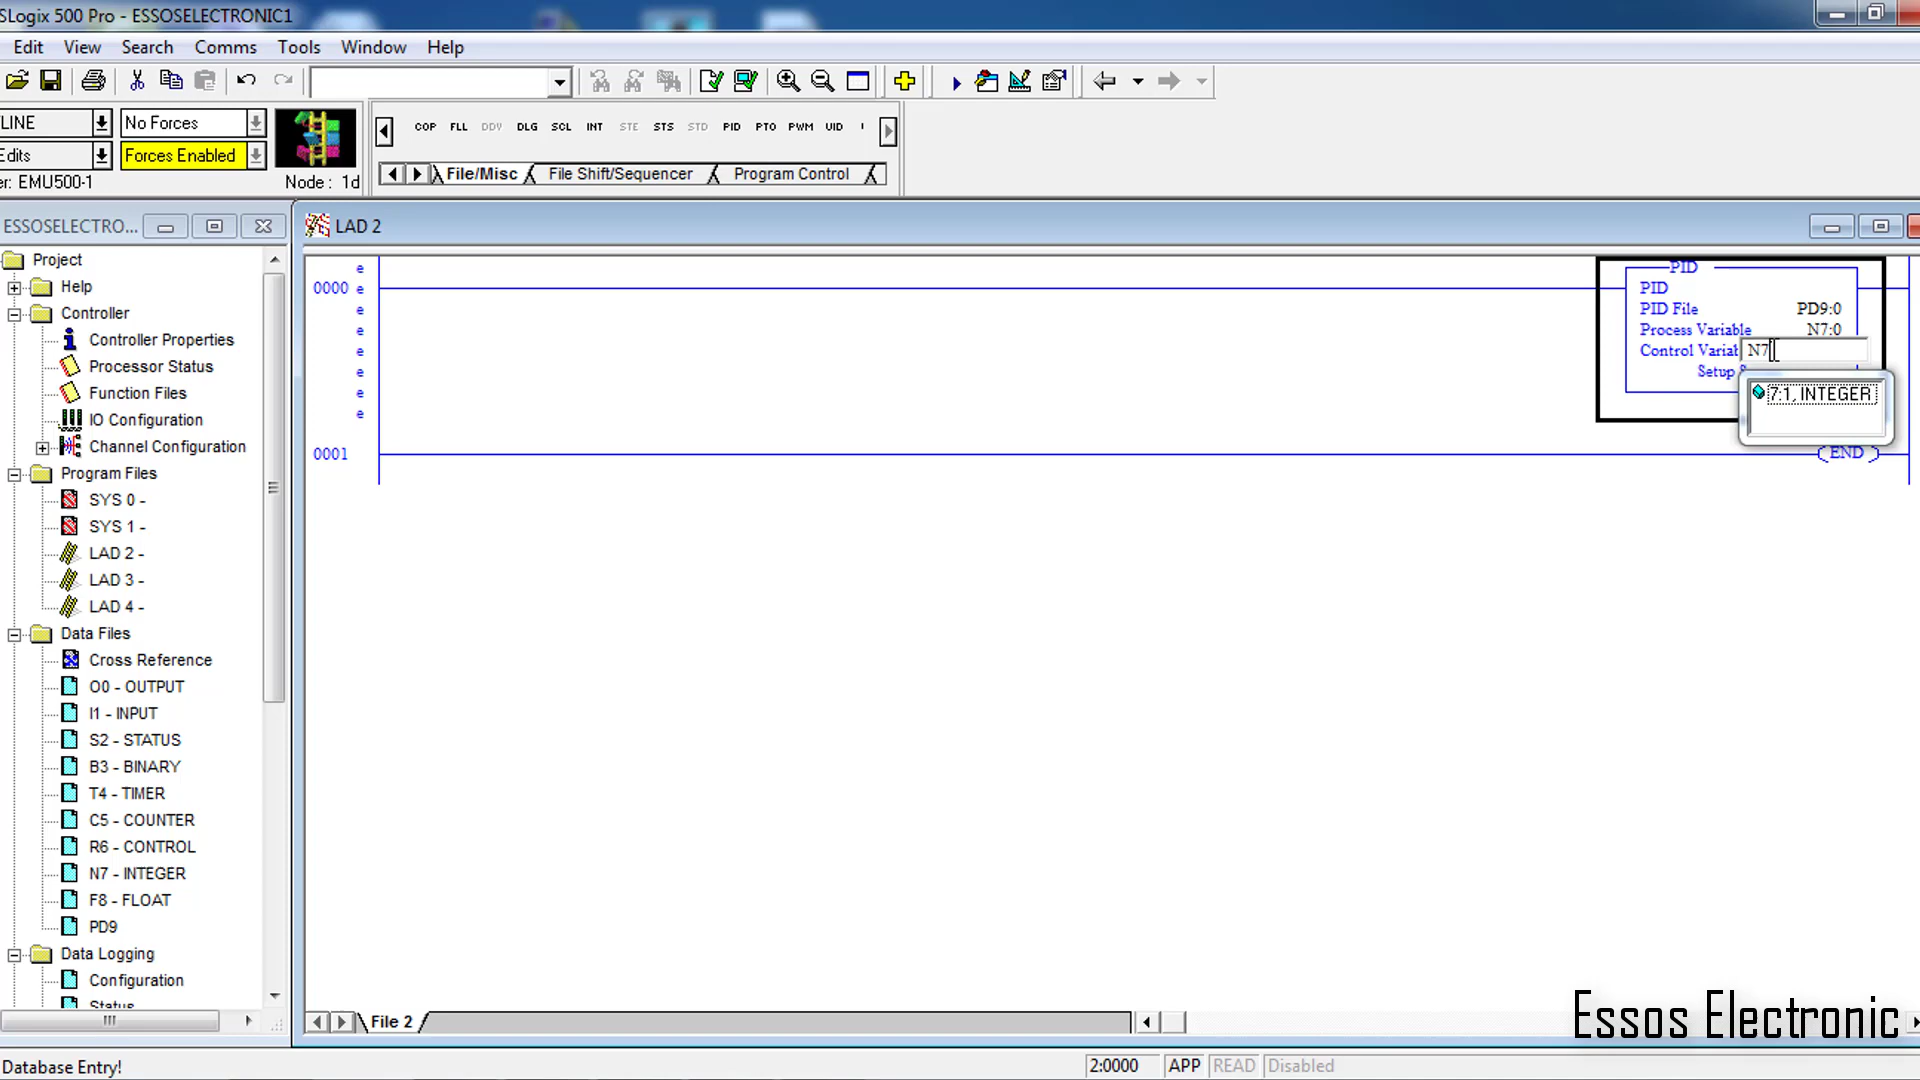 SLogix 500 Pro - ESSOSELECTRONIC1
Edit View Search Comms Tools Window Help
LINE No Forces
Edits Forces Enabled
er: EMU500-1 Node : 1d
COP FLL DDV DLG SCL INT STE STS STD PID PTO PWM UID I
File/Misc File Shift/Sequencer Program Control
ESSOSELECTRO...
Project
Help
Controller
Controller Properties
Processor Status
Function Files
IO Configuration
Channel Configuration
Program Files
SYS 0 -
SYS 1 -
LAD 2 -
LAD 3 -
LAD 4 -
Data Files
Cross Reference
O0 - OUTPUT
I1 - INPUT
S2 - STATUS
B3 - BINARY
T4 - TIMER
C5 - COUNTER
R6 - CONTROL
N7 - INTEGER
F8 - FLOAT
PD9
Data Logging
Configuration
Status
LAD 2
e
0000 e
e
e
e
e
e
e
PID
PID
PID File PD9:0
Process Variable N7:0
Control Variab N7
Setup
7:1, INTEGER
0001
END
File 2
Essos Electronic
Database Entry! 2:0000 APP READ Disabled